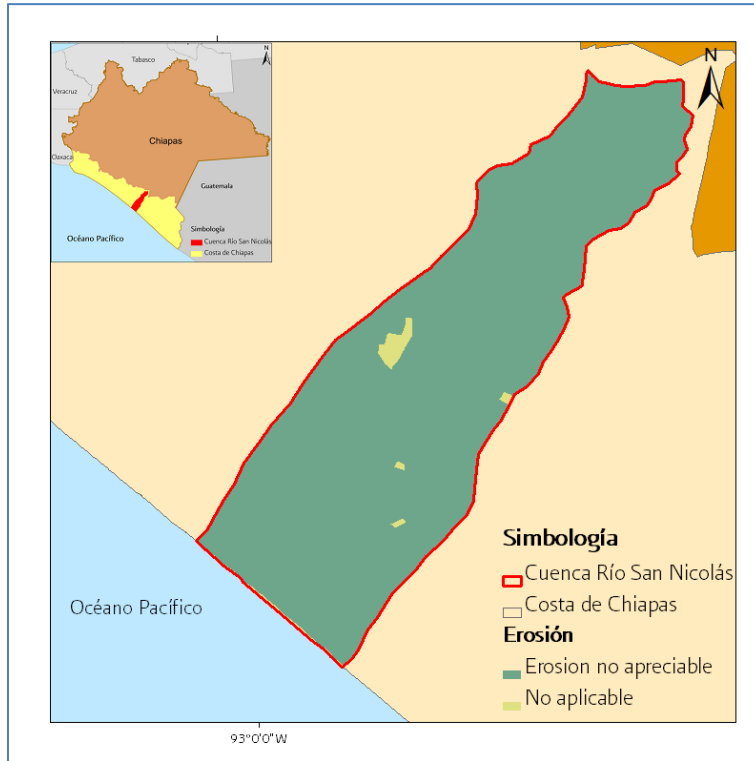 N
Tabasco
Veracruz
Chiapas
Oaxaca
Guatemala
Océano Pacífico
Simbología
Cuenca Río San Nicolás
Costa de Chiapas
N
Océano Pacífico
Simbología
Cuenca Río San Nicolás
Costa de Chiapas
Erosión
Erosion no apreciable
No aplicable
93°0'0"W